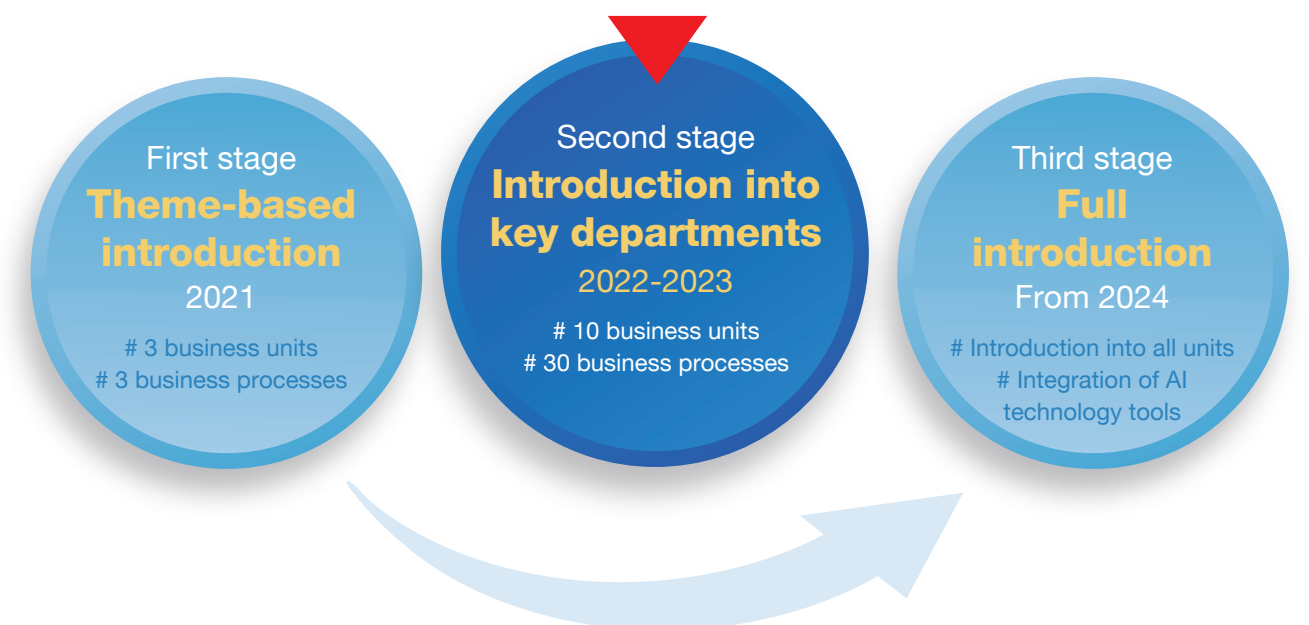 First stage
Theme-based
introduction
2021
# 3 business units
# 3 business processes
Second stage
Introduction into
key departments
2022-2023
# 10 business units
# 30 business processes
Third stage
Full
introduction
From 2024
# Introduction into all units
# Integration of AI
technology tools